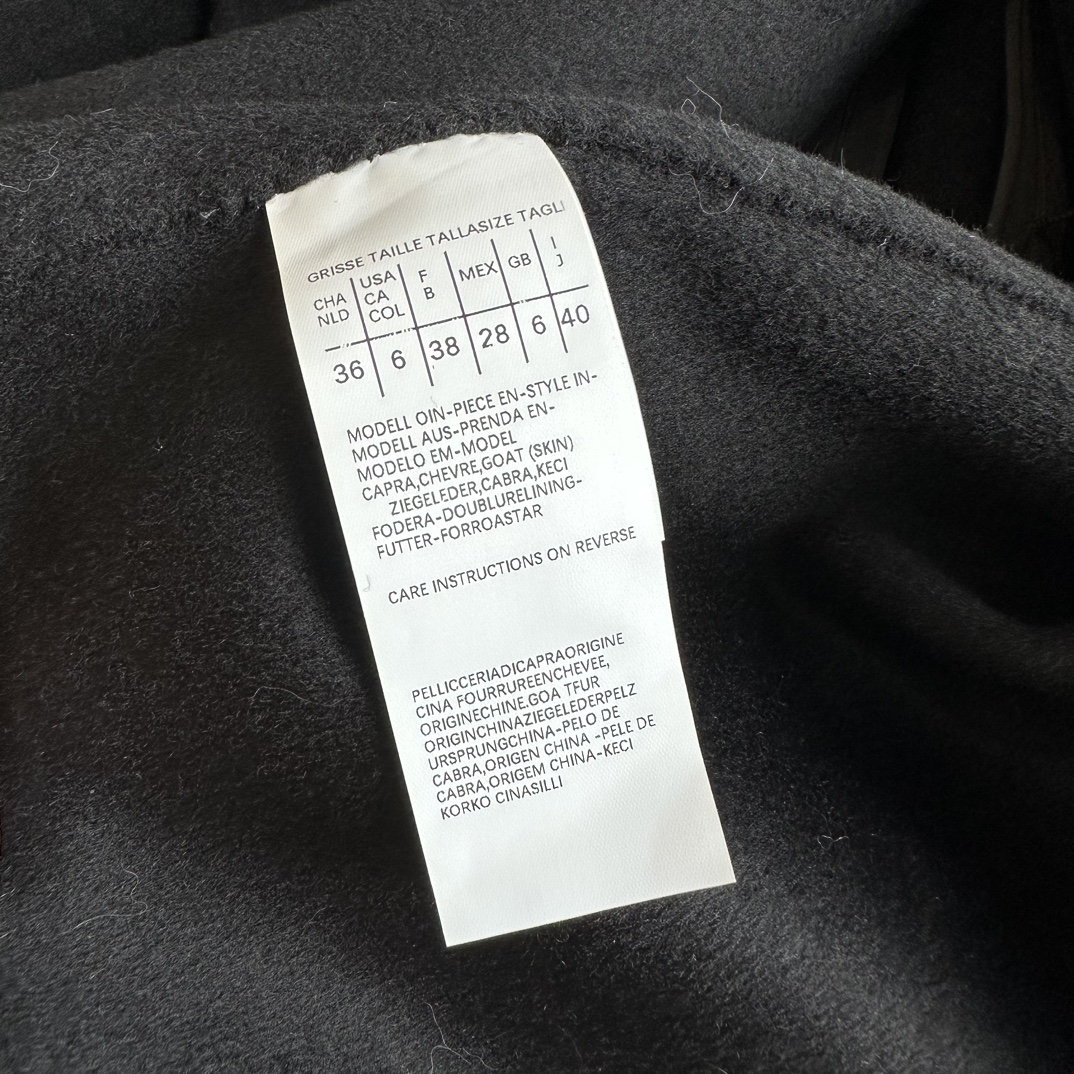 GRISSE TAILLE TALLASIZE TAGLI
CHA NLD USA CA COL F B MEX GB I J
36 6 38 28 6 40
MODELL OIN-PIECE EN-STYLE IN-
MODELL AUS-PRENDA EN-
MODELO EM-MODEL
CAPRA,CHEVRE,GOAT (SKIN)
ZIEGELEDER,CABRA,KECI
FODERA-DOUBLURELINING-
FUTTER-FORROASTAR
CARE INSTRUCTIONS ON REVERSE
PELLICCERIADICAPRAORIGINE
CINA FOURRUREENCHEVEE,
ORIGINECHINE.GOA TFUR
ORIGINCHINAZIEGELEDERPELZ
URSPRUNGCHINA-PELO DE
CABRA,ORIGEN CHINA -PELE DE
CABRA,ORIGEM CHINA-KECI
KORKO CINASILLI